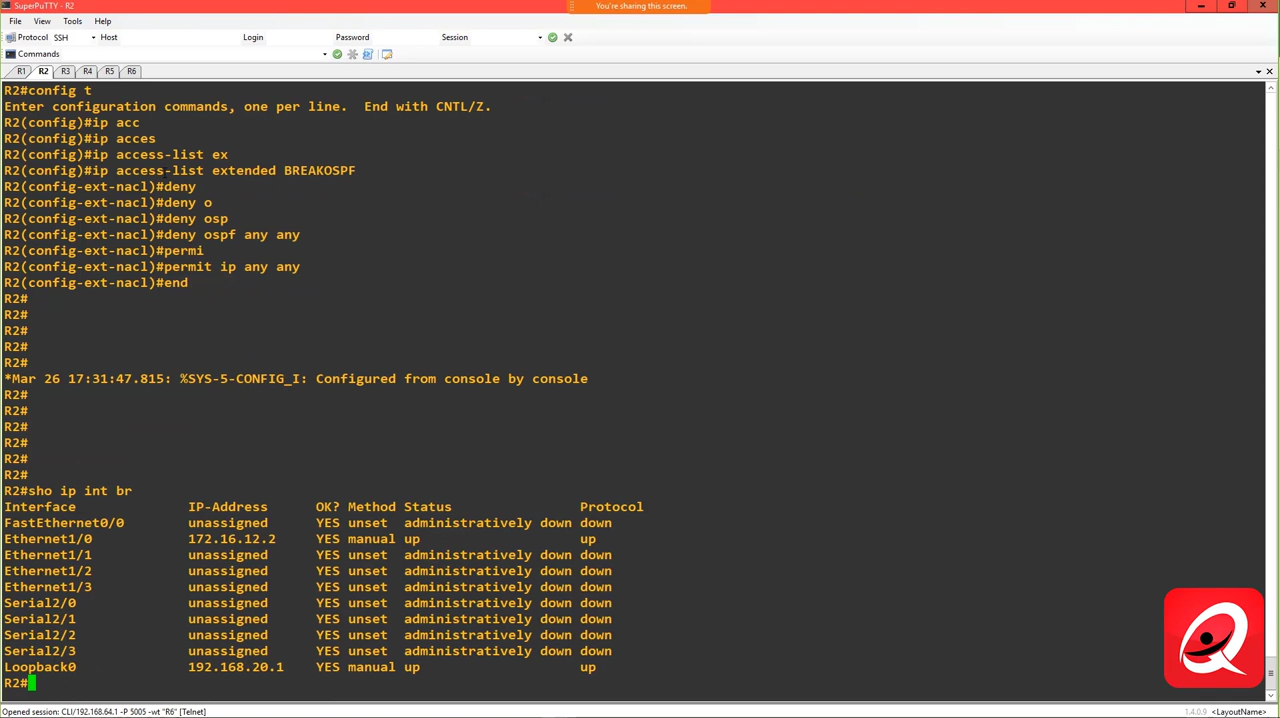 SuperPuTTY - R2
You're sharing this screen.
File View Tools Help
Protocol SSH Host Login Password Session
Commands
R1 R2 R3 R4 R5 R6
R2#config t
Enter configuration commands, one per line.  End with CNTL/Z.
R2(config)#ip acc
R2(config)#ip acces
R2(config)#ip access-list ex
R2(config)#ip access-list extended BREAKOSPF
R2(config-ext-nacl)#deny
R2(config-ext-nacl)#deny o
R2(config-ext-nacl)#deny osp
R2(config-ext-nacl)#deny ospf any any
R2(config-ext-nacl)#permi
R2(config-ext-nacl)#permit ip any any
R2(config-ext-nacl)#end
R2#
R2#
R2#
R2#
R2#
*Mar 26 17:31:47.815: %SYS-5-CONFIG_I: Configured from console by console
R2#
R2#
R2#
R2#
R2#
R2#
R2#sho ip int br
Interface IP-Address OK? Method Status Protocol
FastEthernet0/0 unassigned YES unset administratively down down
Ethernet1/0 172.16.12.2 YES manual up up
Ethernet1/1 unassigned YES unset administratively down down
Ethernet1/2 unassigned YES unset administratively down down
Ethernet1/3 unassigned YES unset administratively down down
Serial2/0 unassigned YES unset administratively down down
Serial2/1 unassigned YES unset administratively down down
Serial2/2 unassigned YES unset administratively down down
Serial2/3 unassigned YES unset administratively down down
Loopback0 192.168.20.1 YES manual up up
R2#
Opened session: CLI/192.168.64.1 -P 5005 -wt "R6" [Telnet] 1.4.0.9 <LayoutName>